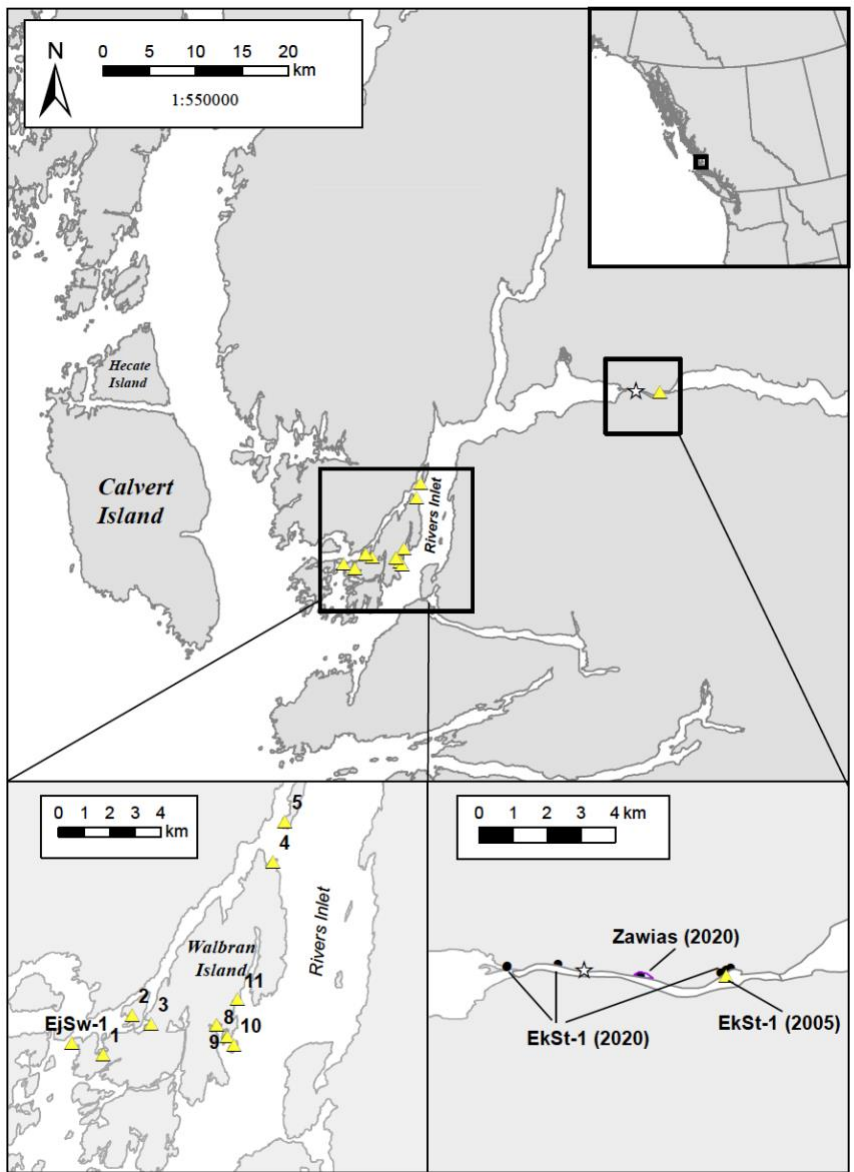 N
0 5 10 15 20
km
1:550000
Hecate
Island
Calvert
Island
Rivers Inlet
0 1 2 3 4
km
5
4
Rivers Inlet
Walbran
Island
11
2
3
8
10
EjSw-1
1
9
0 1 2 3 4 km
Zawias (2020)
EkSt-1 (2005)
EkSt-1 (2020)